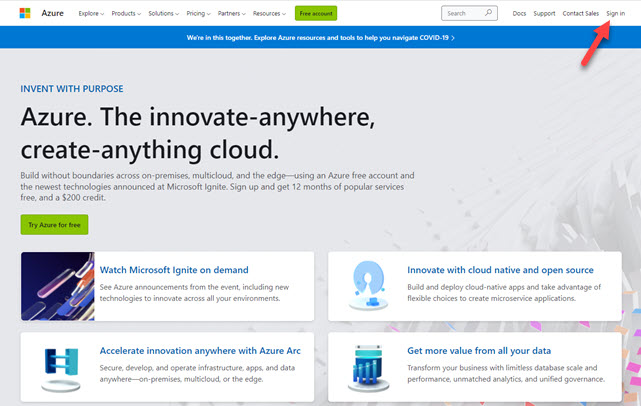 Azure Explore Products Solutions Pricing Partners Resources Free account Search Docs Support Contact Sales Sign in
We're in this together. Explore Azure resources and tools to help you navigate COVID-19
INVENT WITH PURPOSE
Azure. The innovate-anywhere,
create-anything cloud.
Build without boundaries across on-premises, multicloud, and the edge—using an Azure free account and
the newest technologies announced at Microsoft Ignite. Sign up and get 12 months of popular services
free, and a $200 credit.
Try Azure for free
Watch Microsoft Ignite on demand
See Azure announcements from the event, including new
technologies to innovate across all your environments.
Innovate with cloud native and open source
Build and deploy cloud-native apps and take advantage of
flexible choices to create microservice applications.
Accelerate innovation anywhere with Azure Arc
Secure, develop, and operate infrastructure, apps, and data
anywhere—on-premises, multicloud, or the edge.
Get more value from all your data
Transform your business with limitless database scale and
performance, unmatched analytics, and unified governance.